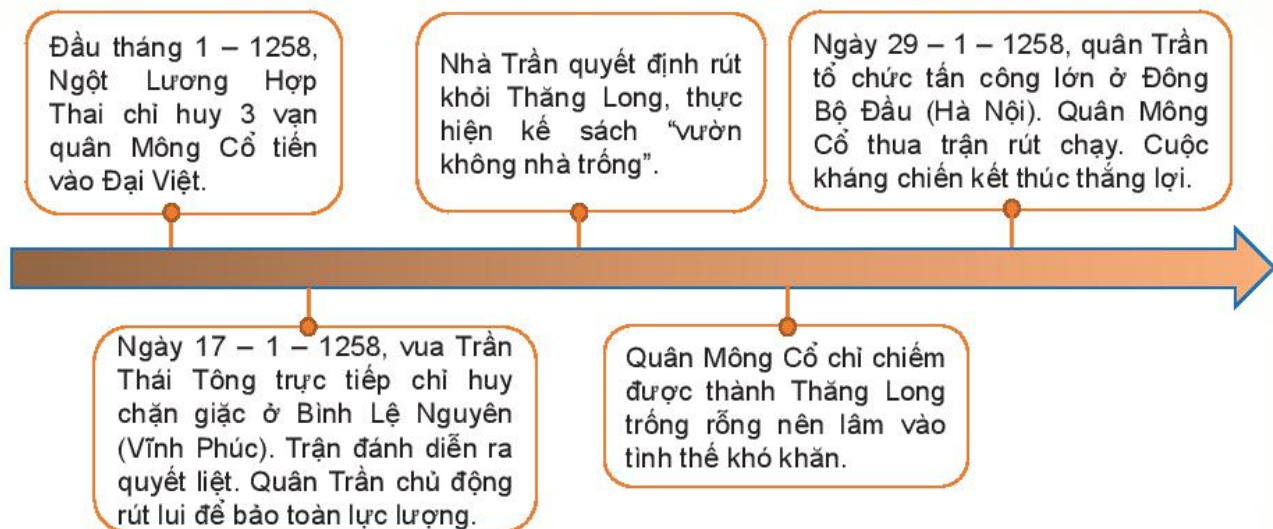 Đầu tháng 1 – 1258,
Ngột Lương Hợp
Thai chỉ huy 3 vạn
quân Mông Cổ tiến
vào Đại Việt.
Ngày 17 – 1 – 1258, vua Trần
Thái Tông trực tiếp chỉ huy
chặn giặc ở Bình Lệ Nguyên
(Vĩnh Phúc). Trận đánh diễn ra
quyết liệt. Quân Trần chủ động
rút lui để bảo toàn lực lượng.
Nhà Trần quyết định rút
khỏi Thăng Long, thực
hiện kế sách “vườn
không nhà trống”.
Quân Mông Cổ chỉ chiếm
được thành Thăng Long
trống rỗng nên lâm vào
tình thế khó khăn.
Ngày 29 – 1 – 1258, quân Trần
tổ chức tấn công lớn ở Đông
Bộ Đầu (Hà Nội). Quân Mông
Cổ thua trận rút chạy. Cuộc
kháng chiến kết thúc thắng lợi.